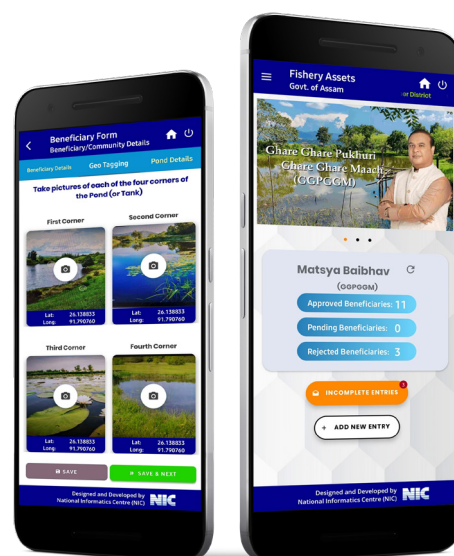 Beneficiary Form
Beneficiary/Community Details
Beneficiary Details
Geo Tagging
Pond Details
Take pictures of each of the four corners of
the Pond (or Tank)
First Corner
Second Corner
Lat: 26.138833
Long: 91.790760
Lat: 26.138833
Long: 91.790760
Third Corner
Fourth Corner
Lat: 26.138833
Long: 91.790760
Lat: 26.138833
Long: 91.790760
SAVE
SAVE & NEXT
Designed and Developed by
National Informatics Centre (NIC)
NIC
Fishery Assets
Govt. of Assam
or District
Ghare Ghare Pukhuri
Ghare Ghare Maach
(GGPGGM)
Matsya Baibhav
(GGPGGM)
Approved Beneficiaries: 11
Pending Beneficiaries: 0
Rejected Beneficiaries: 3
INCOMPLETE ENTRIES
+ ADD NEW ENTRY
Designed and Developed by
National Informatics Centre (NIC)
NIC